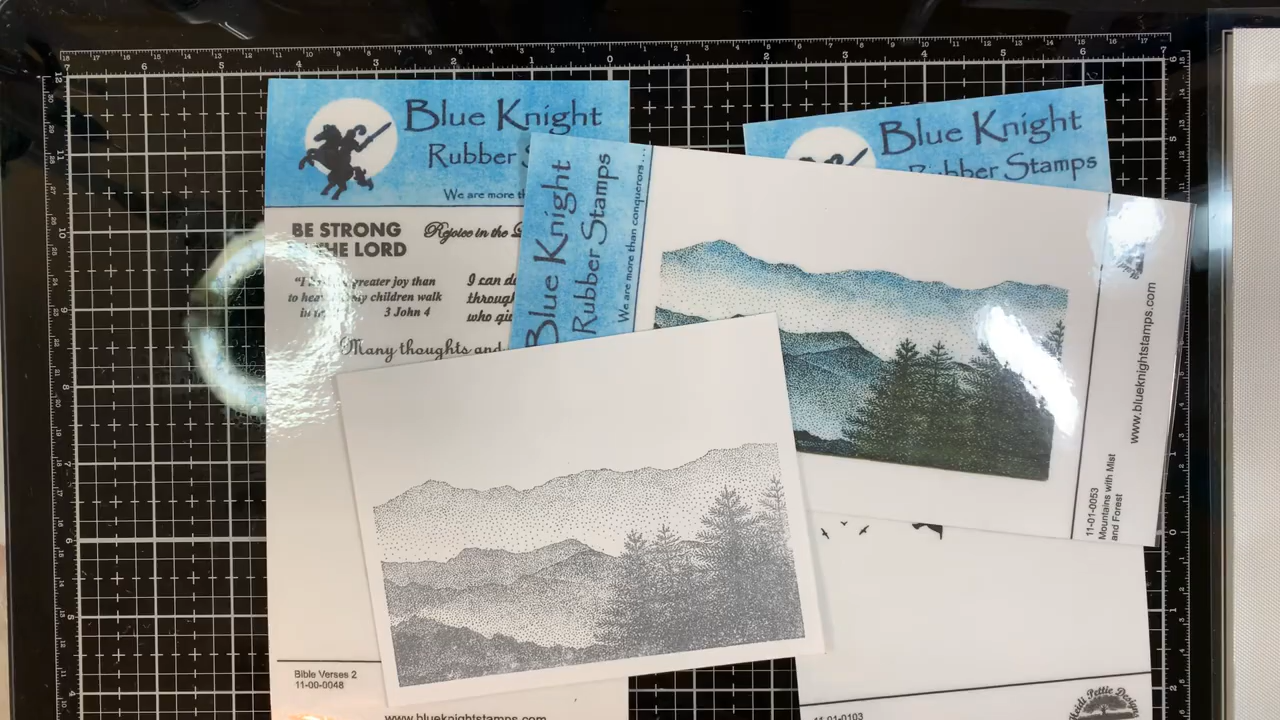 Blue Knight
Rubber
We are more
BE STRONG
THE LORD
Rejoice in the
greater joy than
my children walk
3 John 4
I can
who
Many thoughts and
Bible Verses 2
11-00-0048
www.blueknightstamps.com
Blue Knight
Rubber Stamps
We are more than conquerors...
www.blueknightstamps.com
11-01-0053
Mountains with Mist
and Forest
Blue Knight
Rubber Stamps
11-01-0103
Pettie